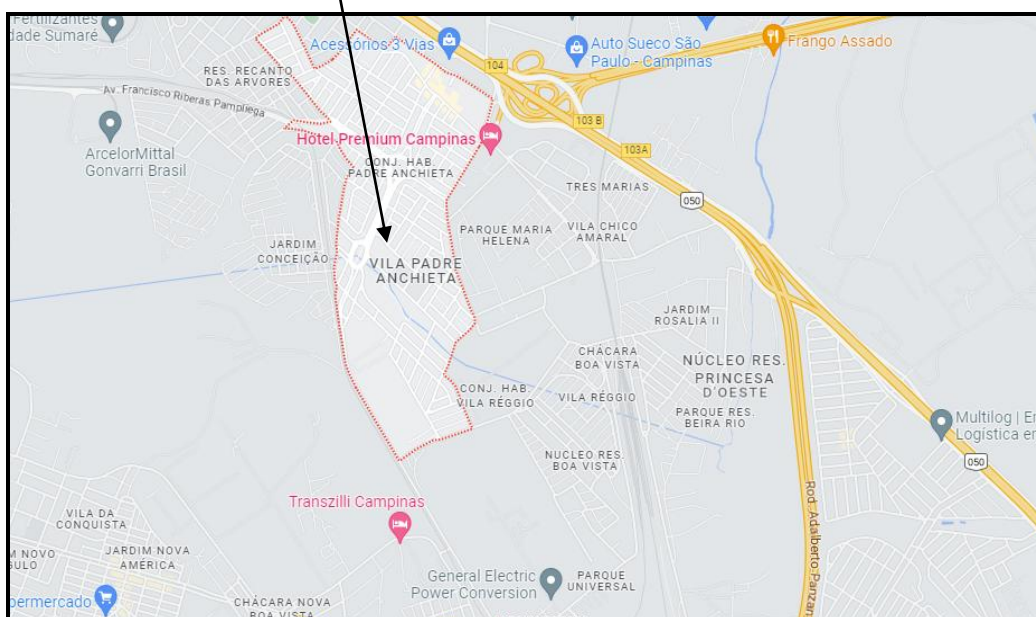 Fertilizantes
dade Sumaré
Acessórios 3 Vias
Auto Sueco São
Paulo - Campinas
Frango Assado
104
RES. RECANTO
DAS ARVORES
Av. Francisco Riberas Pampliega
103 B
103A
ArcelorMittal
Gonvarri Brasil
Hotel Premium Campinas
CONJ. HAB.
PADRE ANCHIETA
TRES MARIAS
050
PARQUE MARIA
HELENA
VILA CHICO
AMARAL
JARDIM
CONCEIÇÃO
VILA PADRE
ANCHIETA
JARDIM
ROSALIA II
CHÁCARA
BOA VISTA
NÚCLEO RES.
PRINCESA
D'OESTE
CONJ. HAB.
VILA RÉGGIO
VILA RÉGGIO
PARQUE RES.
BEIRA RIO
Multilog | En
Logística em
050
NUCLEO RES.
BOA VISTA
Transzilli Campinas
Rod. Adalberto Panzan
VILA DA
CONQUISTA
M NOVO
JARDIM NOVA
AMÉRICA
General Electric
Power Conversion
PARQUE
UNIVERSAL
permercado
CHÁCARA NOVA
BOA VISTA